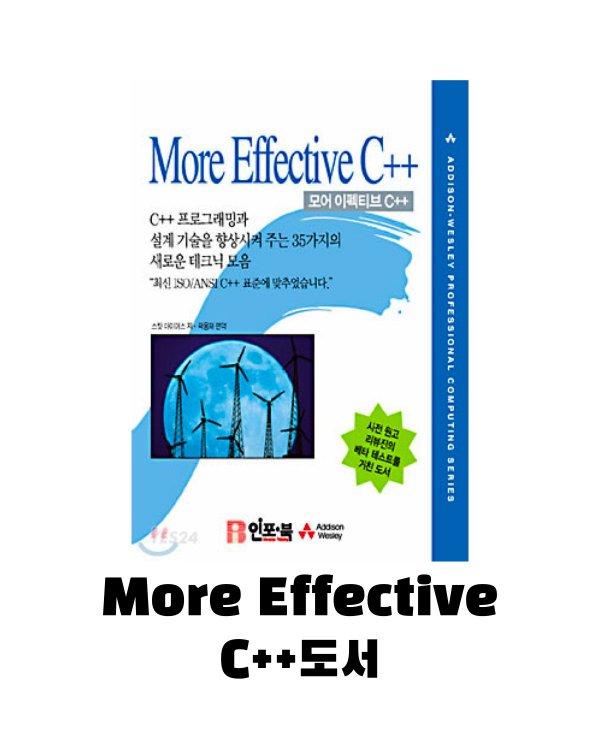 More Effective C++
모어 이펙티브 C++
C++ 프로그래밍과
설계 기술을 향상시켜 주는 35가지의
새로운 테크닉 모음
"최신 ISO/ANSI C++ 표준에 맞추었습니다."
스캇 마이어스 저 · 곽용재 편역
사전 원고
리뷰진의
베타 테스트를
거친 도서
YES24
인포·북
Addison
Wesley
ADDISON-WESLEY PROFESSIONAL COMPUTING SERIES
More Effective
C++도서